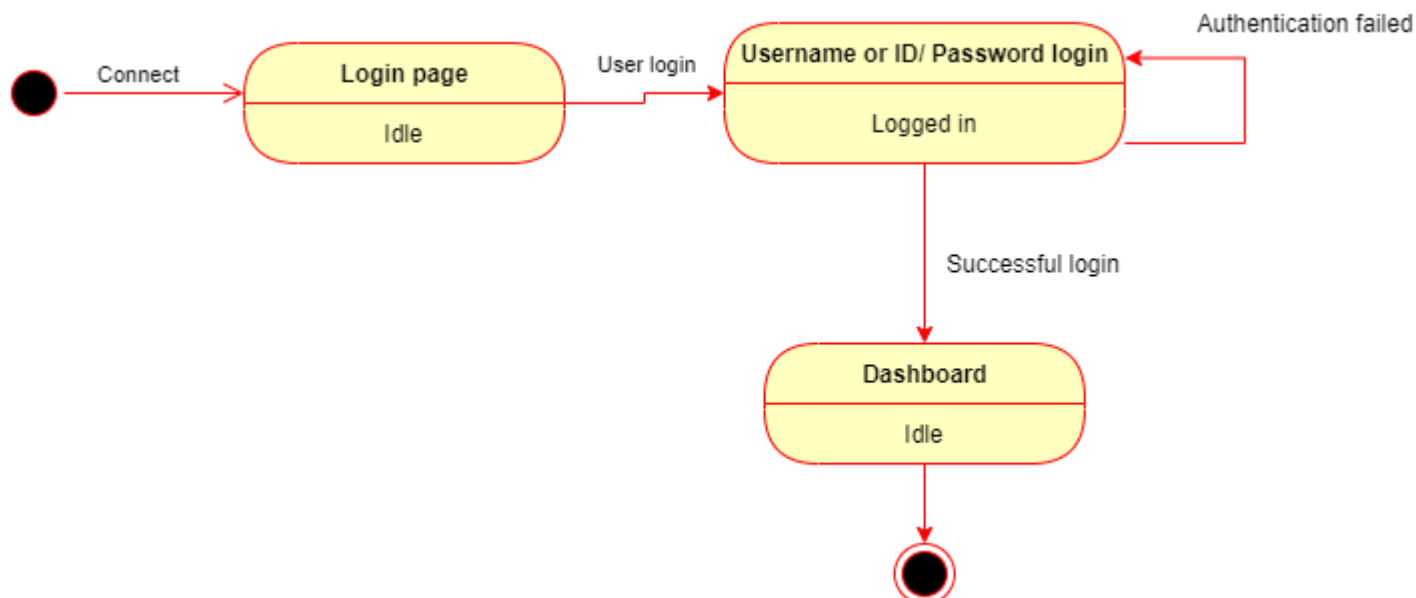 Connect
Login page
Idle
User login
Username or ID/ Password login
Logged in
Authentication failed
Successful login
Dashboard
Idle